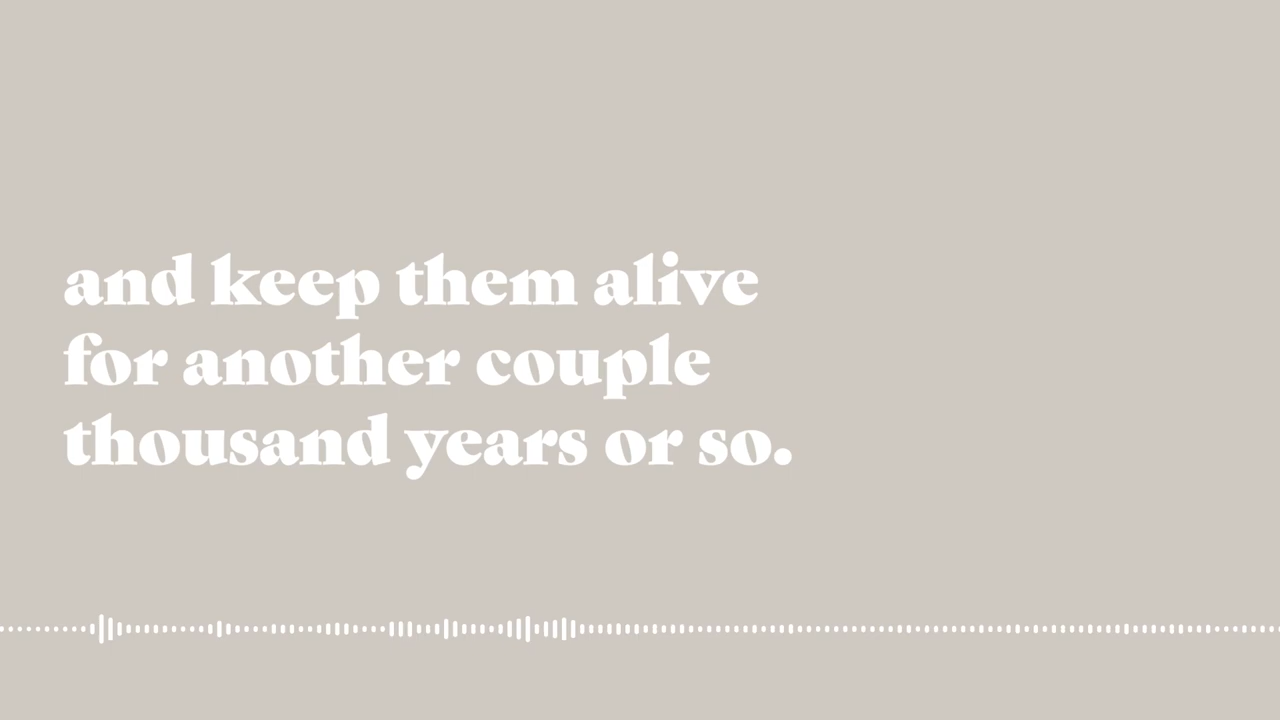 and keep them alive
for another couple
thousand years or so.